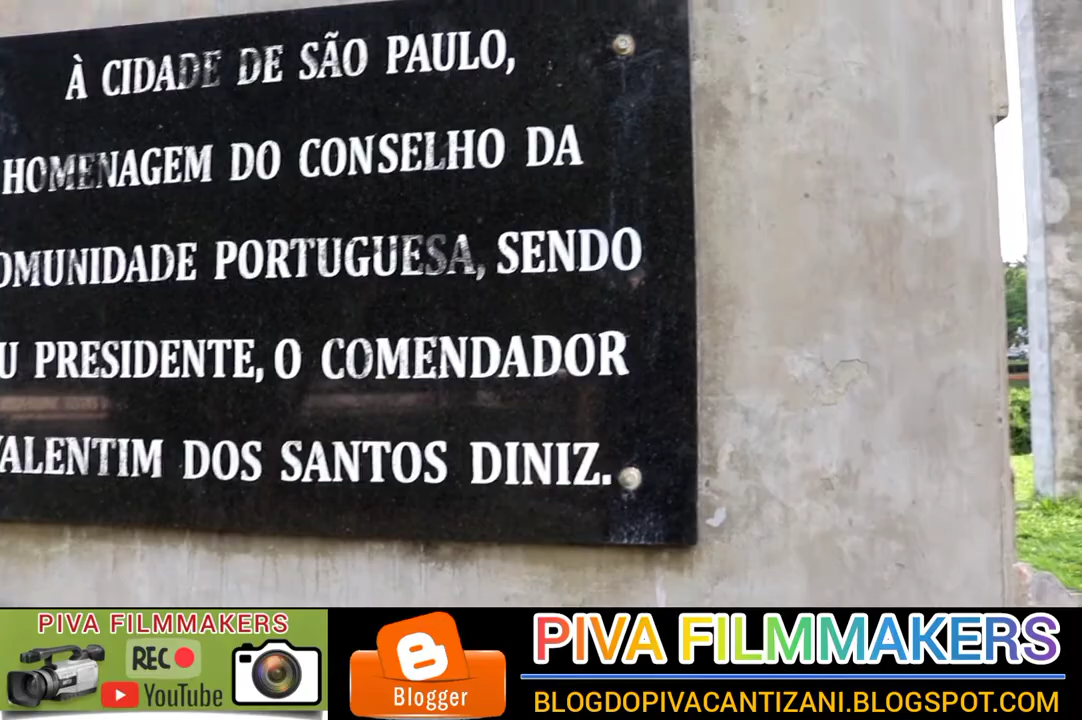 À CIDADE DE SÃO PAULO,
HOMENAGEM DO CONSELHO DA
OMUNIDADE PORTUGUESA, SENDO
U PRESIDENTE, O COMENDADOR
VALENTIM DOS SANTOS DINIZ.
PIVA FILMMAKERS
REC
YouTube
Blogger
PIVA FILMMAKERS
BLOGDOPIVACANTIZANI.BLOGSPOT.COM